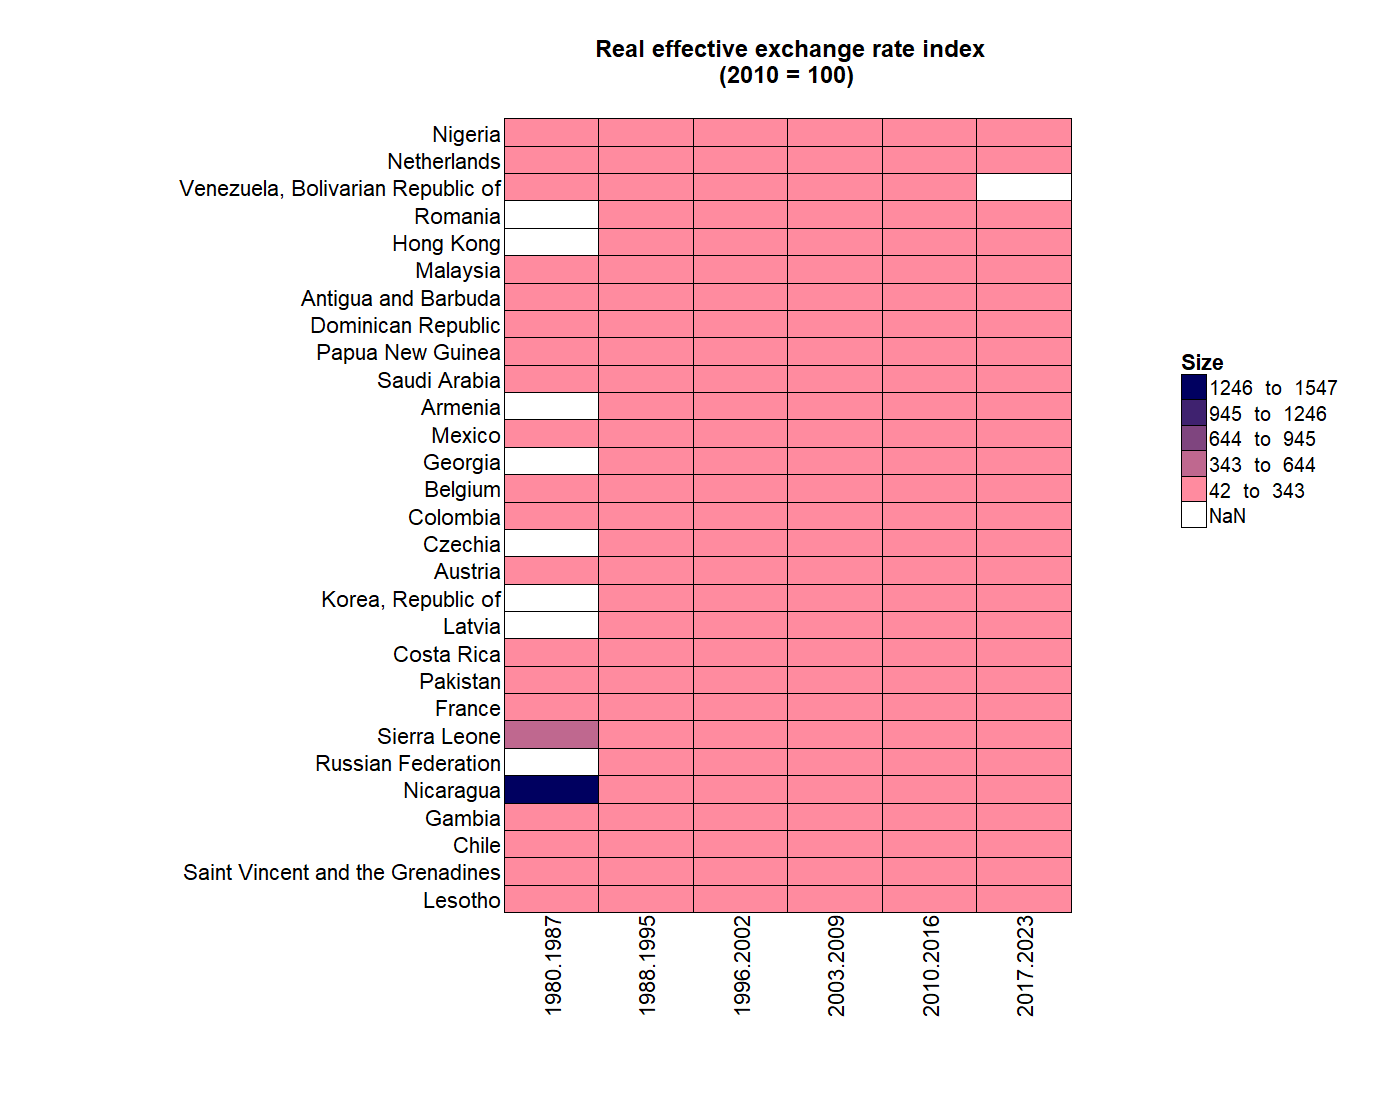 Real effective exchange rate index
(2010 = 100)
Nigeria
Netherlands
Venezuela, Bolivarian Republic of
Romania
Hong Kong
Malaysia
Antigua and Barbuda
Dominican Republic
Papua New Guinea
Saudi Arabia
Armenia
Mexico
Georgia
Belgium
Colombia
Czechia
Austria
Korea, Republic of
Latvia
Costa Rica
Pakistan
France
Sierra Leone
Russian Federation
Nicaragua
Gambia
Chile
Saint Vincent and the Grenadines
Lesotho
1980.1987
1988.1995
1996.2002
2003.2009
2010.2016
2017.2023
Size
1246 to 1547
945 to 1246
644 to 945
343 to 644
42 to 343
NaN